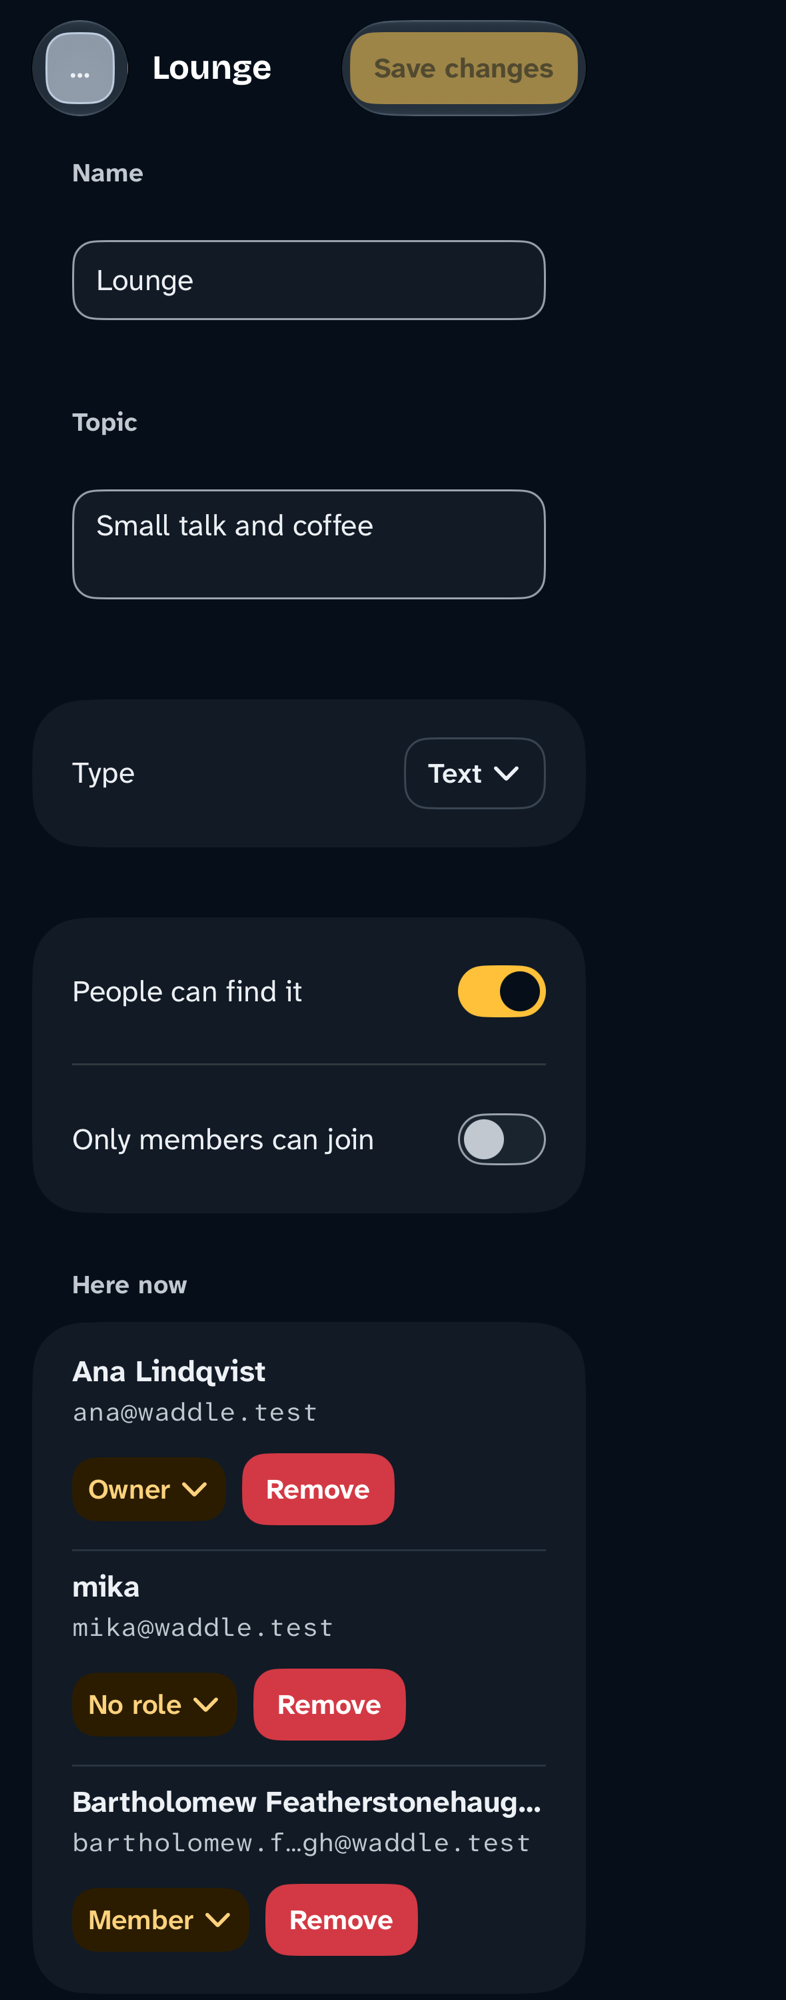 ...
Lounge
Save changes
Name
Lounge
Topic
Small talk and coffee
Type
Text
People can find it
Only members can join
Here now
Ana Lindqvist
ana@waddle.test
Owner
Remove
mika
mika@waddle.test
No role
Remove
Bartholomew Featherstonehaug...
bartholomew.f…gh@waddle.test
Member
Remove